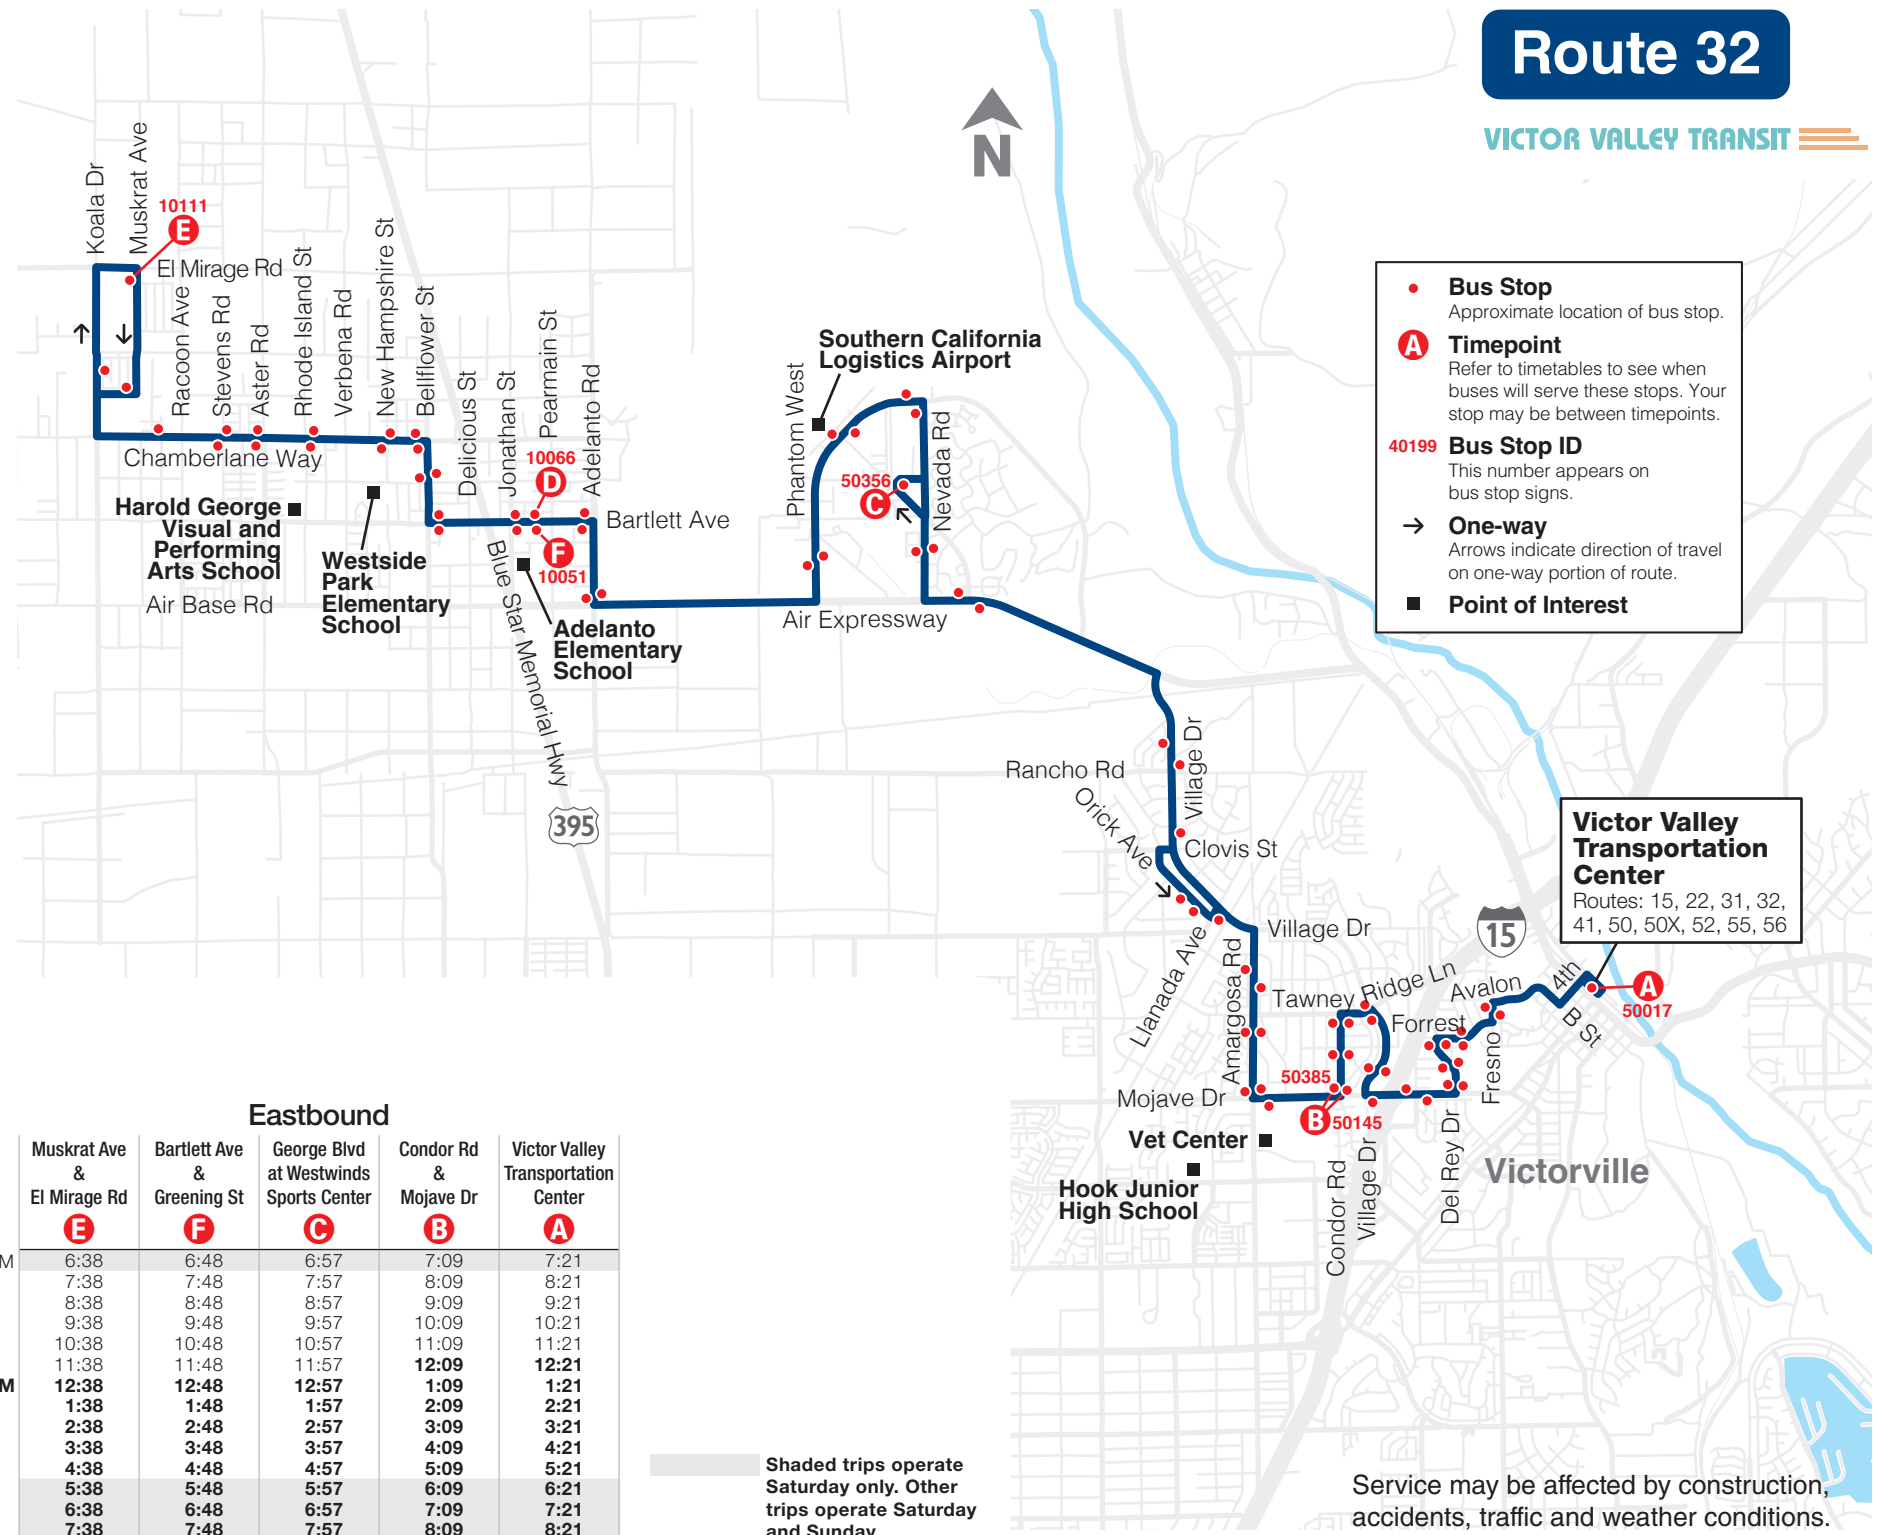 Route 32
VICTOR VALLEY TRANSIT
N
Koala Dr
Muskrat Ave
10111
E
El Mirage Rd
Racoon Ave
Stevens Rd
Aster Rd
Rhode Island St
Verbena Rd
New Hampshire St
Bellflower St
Delicious St
Jonathan St
Pearmain St
Adelanto Rd
Chamberlane Way
10066
D
F
10051
Bartlett Ave
Harold George
Visual and
Performing
Arts School
Westside
Park
Elementary
School
Air Base Rd
Blue Star Memorial Hwy
Adelanto
Elementary
School
395
Southern California
Logistics Airport
Phantom West
Nevada Rd
50356
C
Air Expressway
Bus Stop
Approximate location of bus stop.
A
Timepoint
Refer to timetables to see when
buses will serve these stops. Your
stop may be between timepoints.
40199
Bus Stop ID
This number appears on
bus stop signs.
One-way
Arrows indicate direction of travel
on one-way portion of route.
Point of Interest
Rancho Rd
Orick Ave
Village Dr
Clovis St
Village Dr
Llanada Ave
Amargosa Rd
Tawney Ridge Ln
Avalon
4th
Forrest
B St
Fresno
15
Victor Valley
Transportation
Center
Routes: 15, 22, 31, 32,
41, 50, 50X, 52, 55, 56
A
50017
Mojave Dr
50385
B
50145
Vet Center
Hook Junior
High School
Condor Rd
Village Dr
Del Rey Dr
Victorville
Eastbound
Muskrat Ave & El Mirage Rd Bartlett Ave & Greening St George Blvd at Westwinds Sports Center Condor Rd & Mojave Dr Victor Valley Transportation Center
E F C B A
M 6:38 6:48 6:57 7:09 7:21
7:38 7:48 7:57 8:09 8:21
8:38 8:48 8:57 9:09 9:21
9:38 9:48 9:57 10:09 10:21
10:38 10:48 10:57 11:09 11:21
11:38 11:48 11:57 12:09 12:21
M 12:38 12:48 12:57 1:09 1:21
1:38 1:48 1:57 2:09 2:21
2:38 2:48 2:57 3:09 3:21
3:38 3:48 3:57 4:09 4:21
4:38 4:48 4:57 5:09 5:21
5:38 5:48 5:57 6:09 6:21
6:38 6:48 6:57 7:09 7:21
7:38 7:48 7:57 8:09 8:21
Shaded trips operate
Saturday only. Other
trips operate Saturday
and Sunday
Service may be affected by construction,
accidents, traffic and weather conditions.